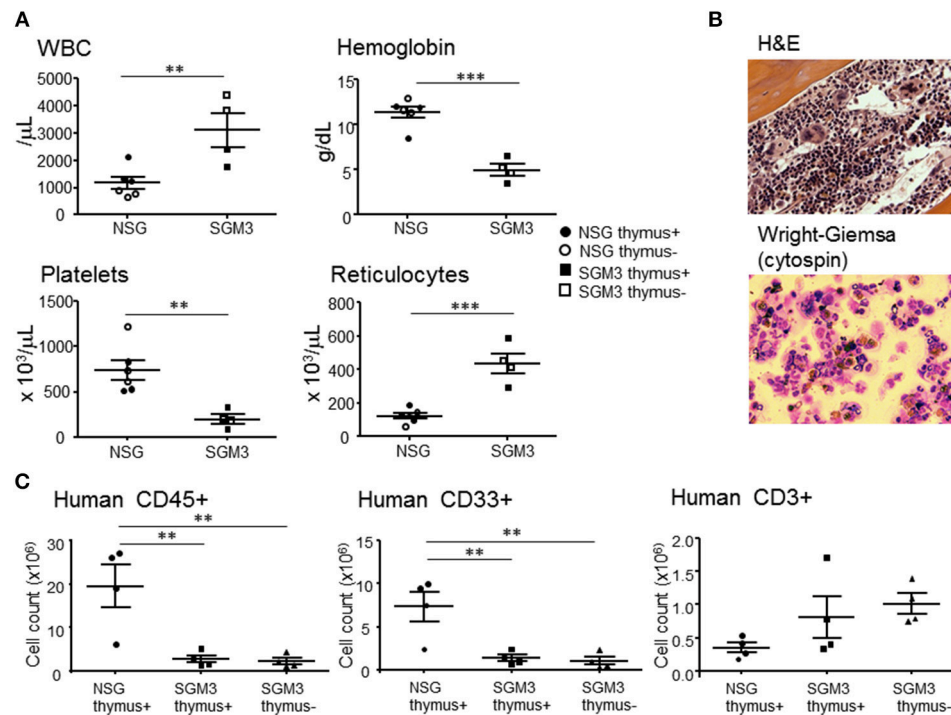 A
WBC
/μL
5000
4000
3000
2000
1000
0
**
NSG SGM3
Hemoglobin
g/dL
15
10
5
0
***
NSG SGM3
Platelets
x 10³/μL
1500
1000
500
0
**
NSG SGM3
Reticulocytes
x 10³/μL
800
600
400
200
0
***
NSG SGM3
NSG thymus+
NSG thymus-
SGM3 thymus+
SGM3 thymus-
B
H&E
Wright-Giemsa
(cytospin)
C
Human CD45+
Cell count (x10⁶)
30
20
10
0
**
**
NSG SGM3 SGM3
thymus+ thymus+ thymus-
Human CD33+
Cell count (x10⁶)
15
10
5
0
**
**
NSG SGM3 SGM3
thymus+ thymus+ thymus-
Human CD3+
Cell count (x10⁶)
2.0
1.5
1.0
0.5
0
NSG SGM3 SGM3
thymus+ thymus+ thymus-